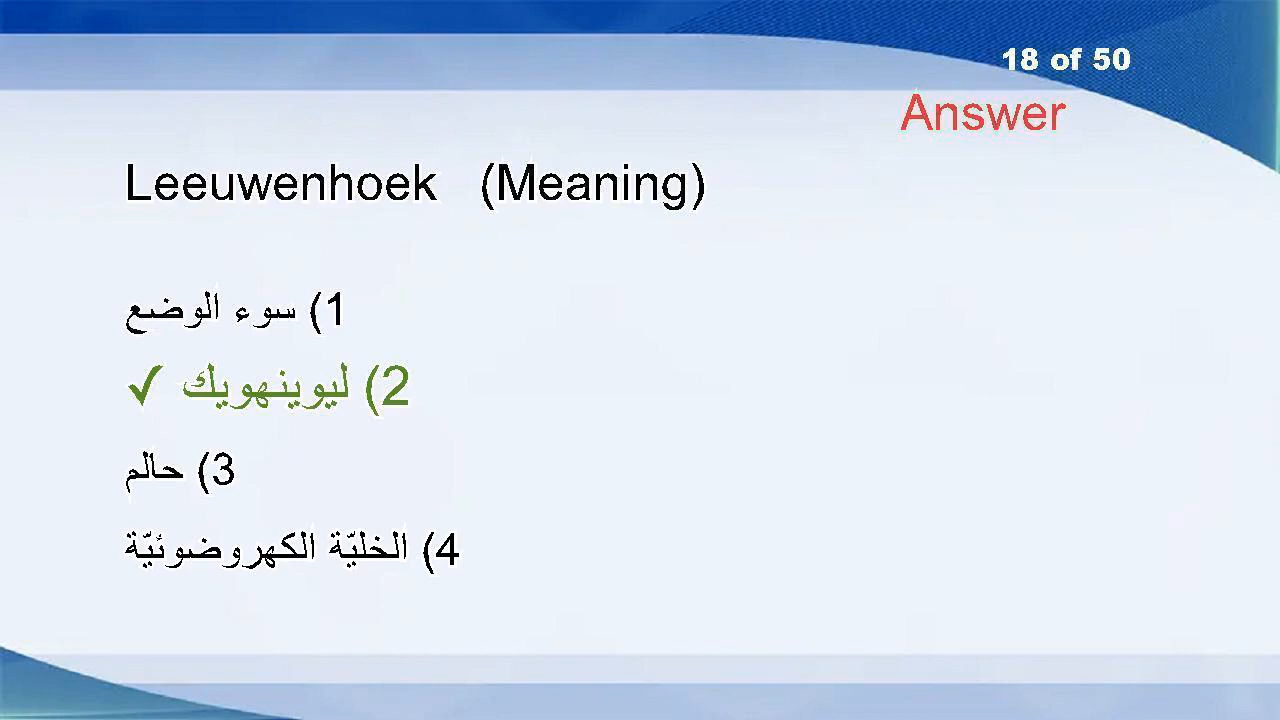 18 of 50
Answer
Leeuwenhoek (Meaning)
1) سوء الوضع
2) ليوينهويك ✓
3) حالم
4) الخليّة الكهروضوئيّة